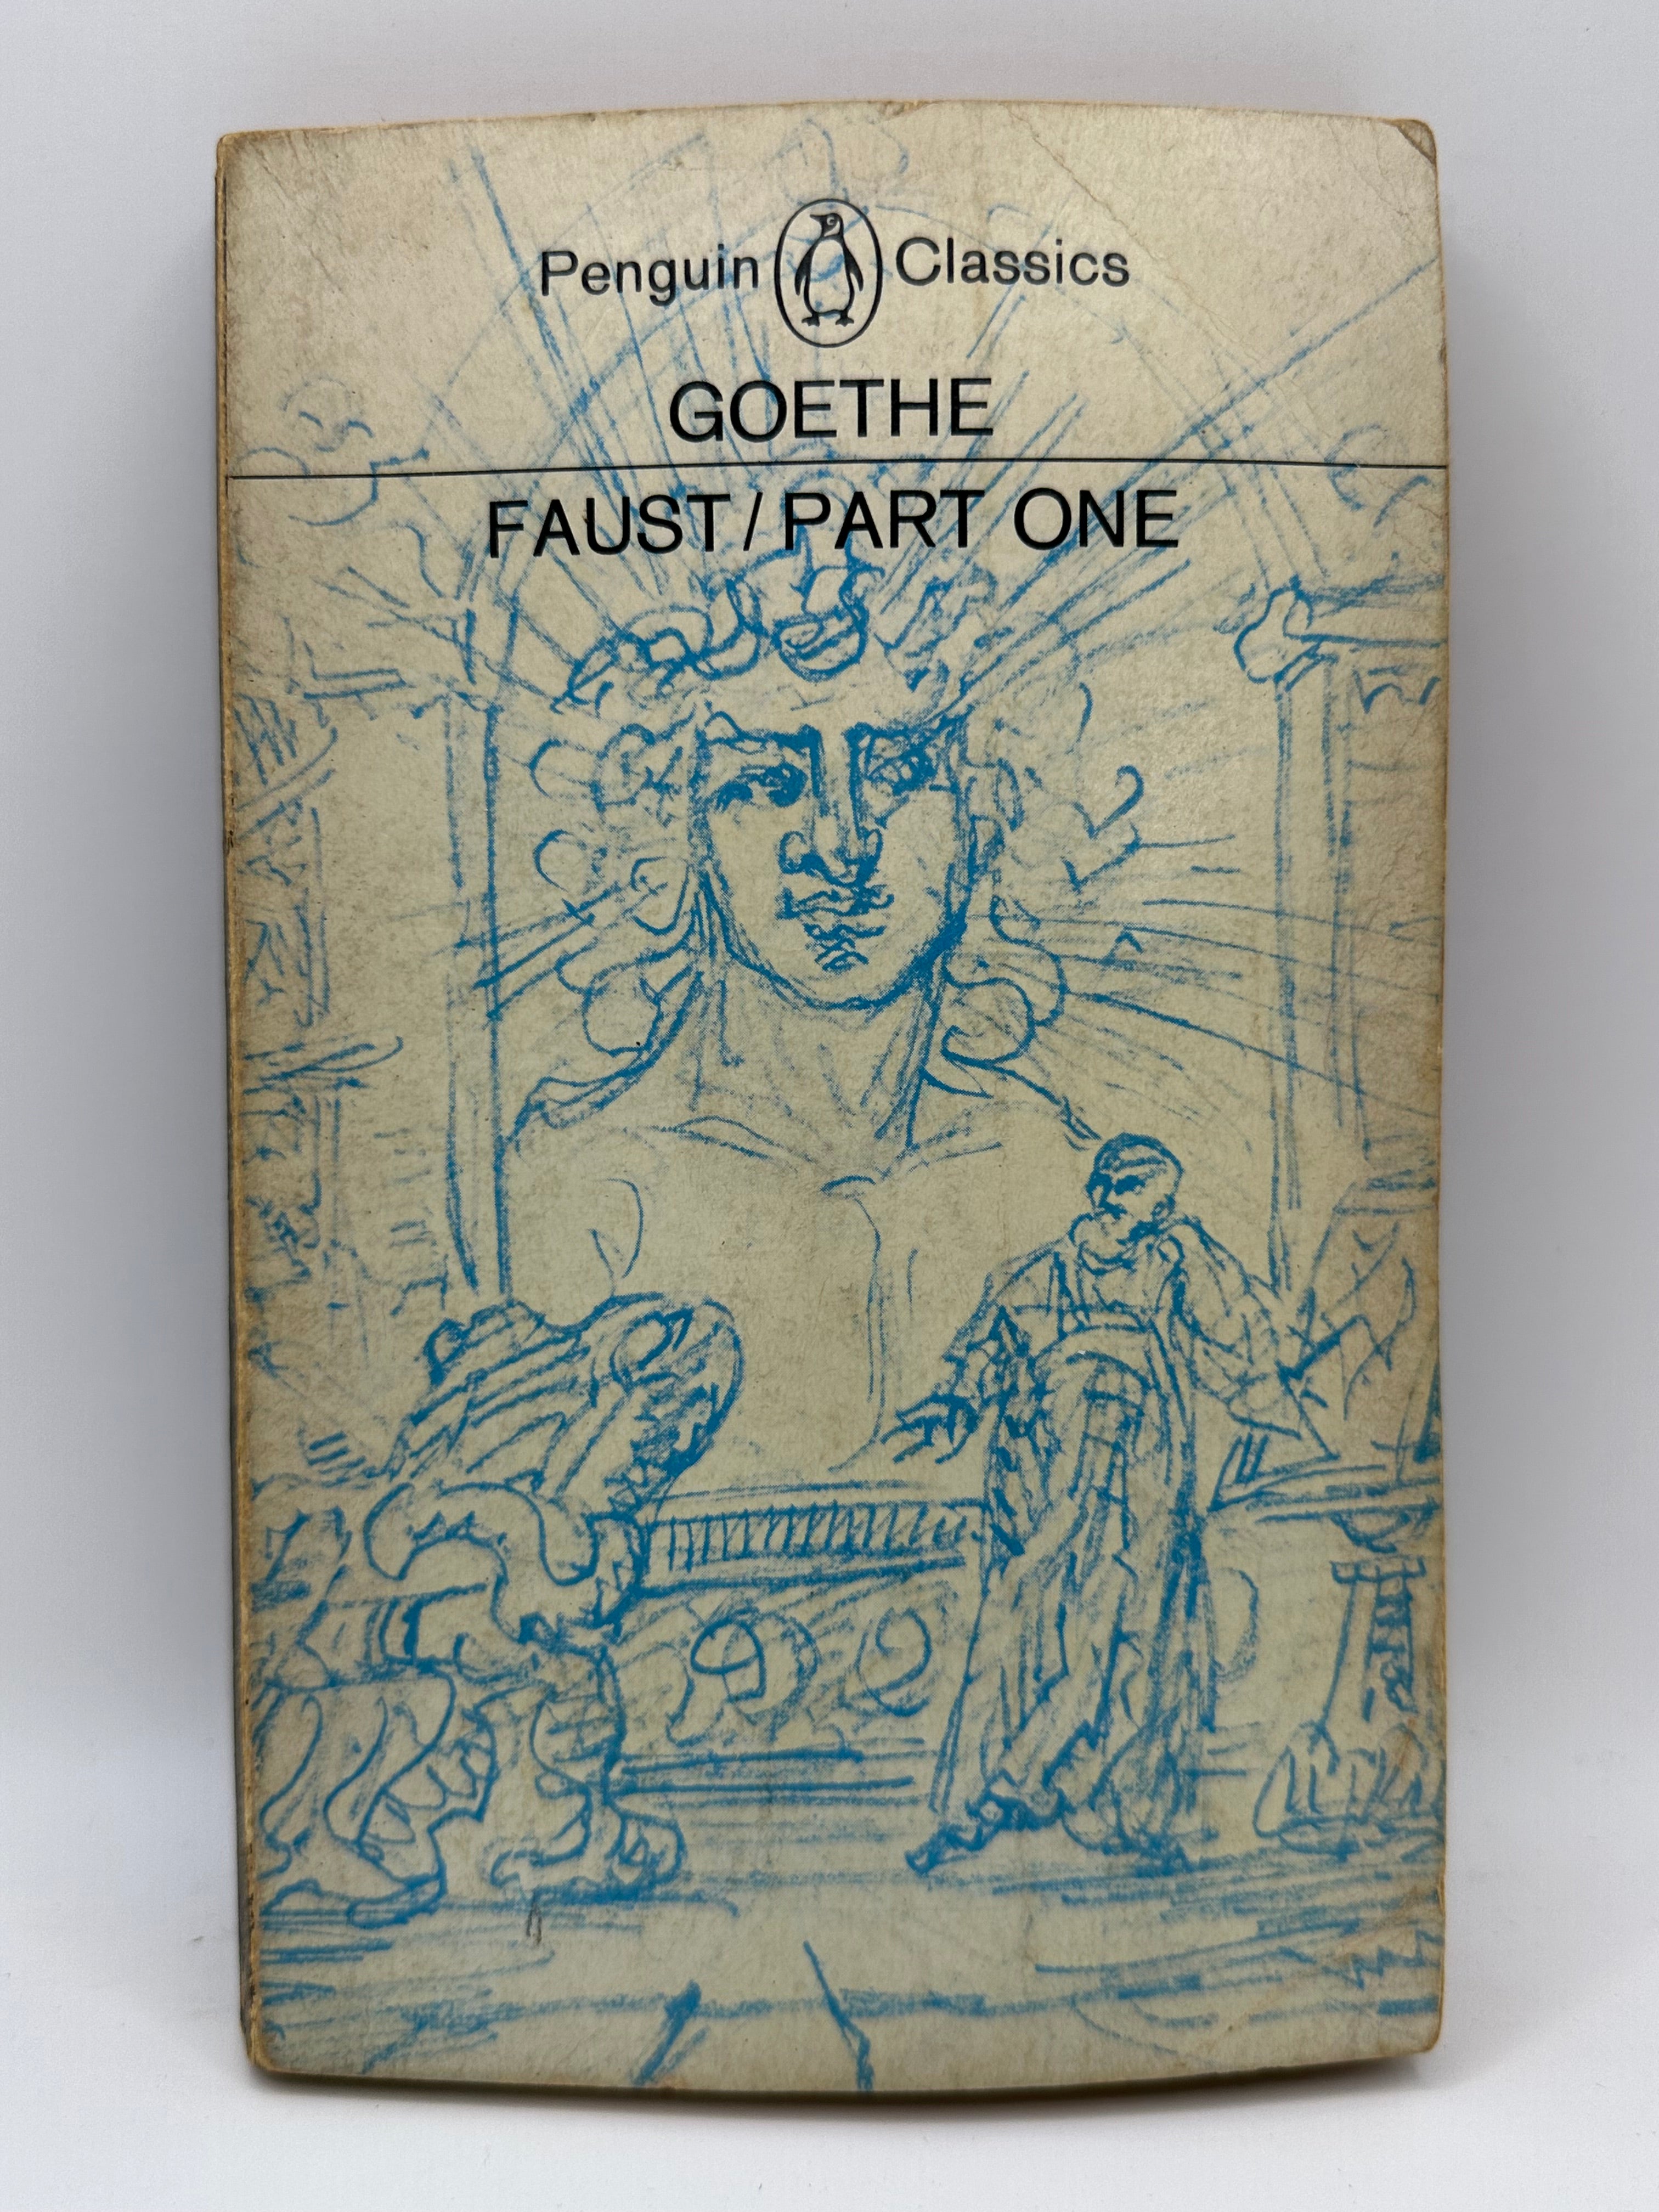 Penguin Classics
GOETHE
FAUST/PART ONE